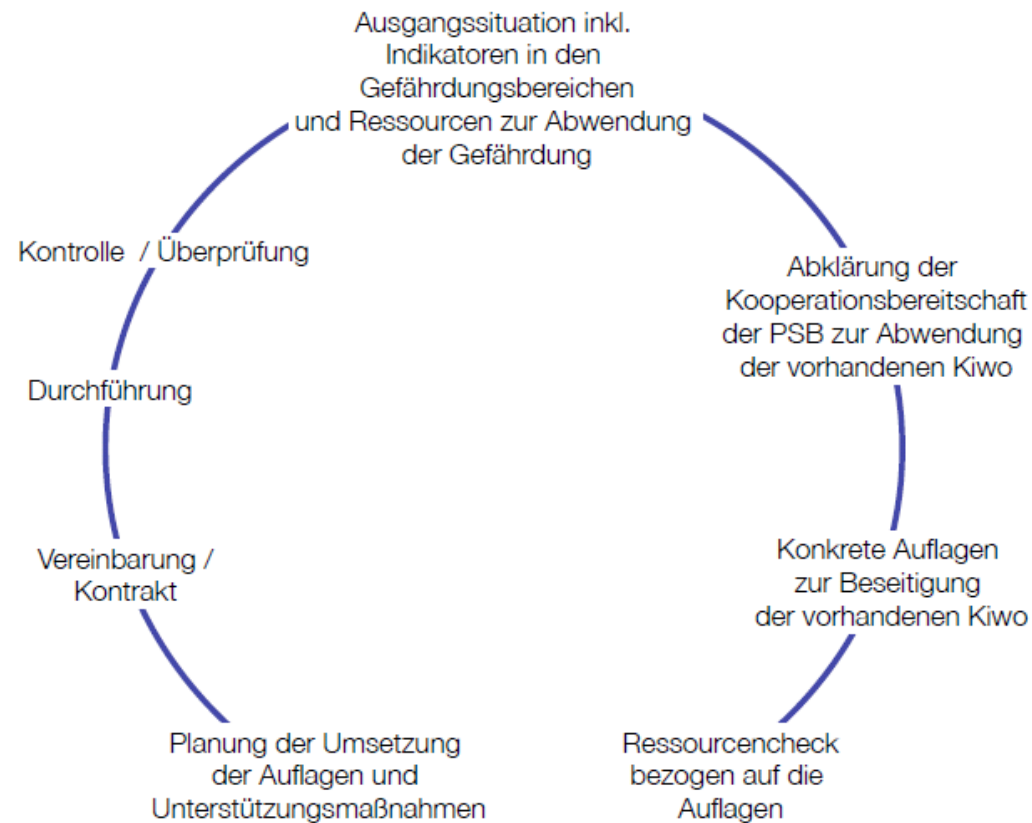 Ausgangssituation inkl.
Indikatoren in den
Gefährdungsbereichen
und Ressourcen zur Abwendung
der Gefährdung
Abklärung der
Kooperationsbereitschaft
der PSB zur Abwendung
der vorhandenen Kiwo
Konkrete Auflagen
zur Beseitigung
der vorhandenen Kiwo
Ressourcencheck
bezogen auf die
Auflagen
Planung der Umsetzung
der Auflagen und
Unterstützungsmaßnahmen
Vereinbarung /
Kontrakt
Durchführung
Kontrolle / Überprüfung